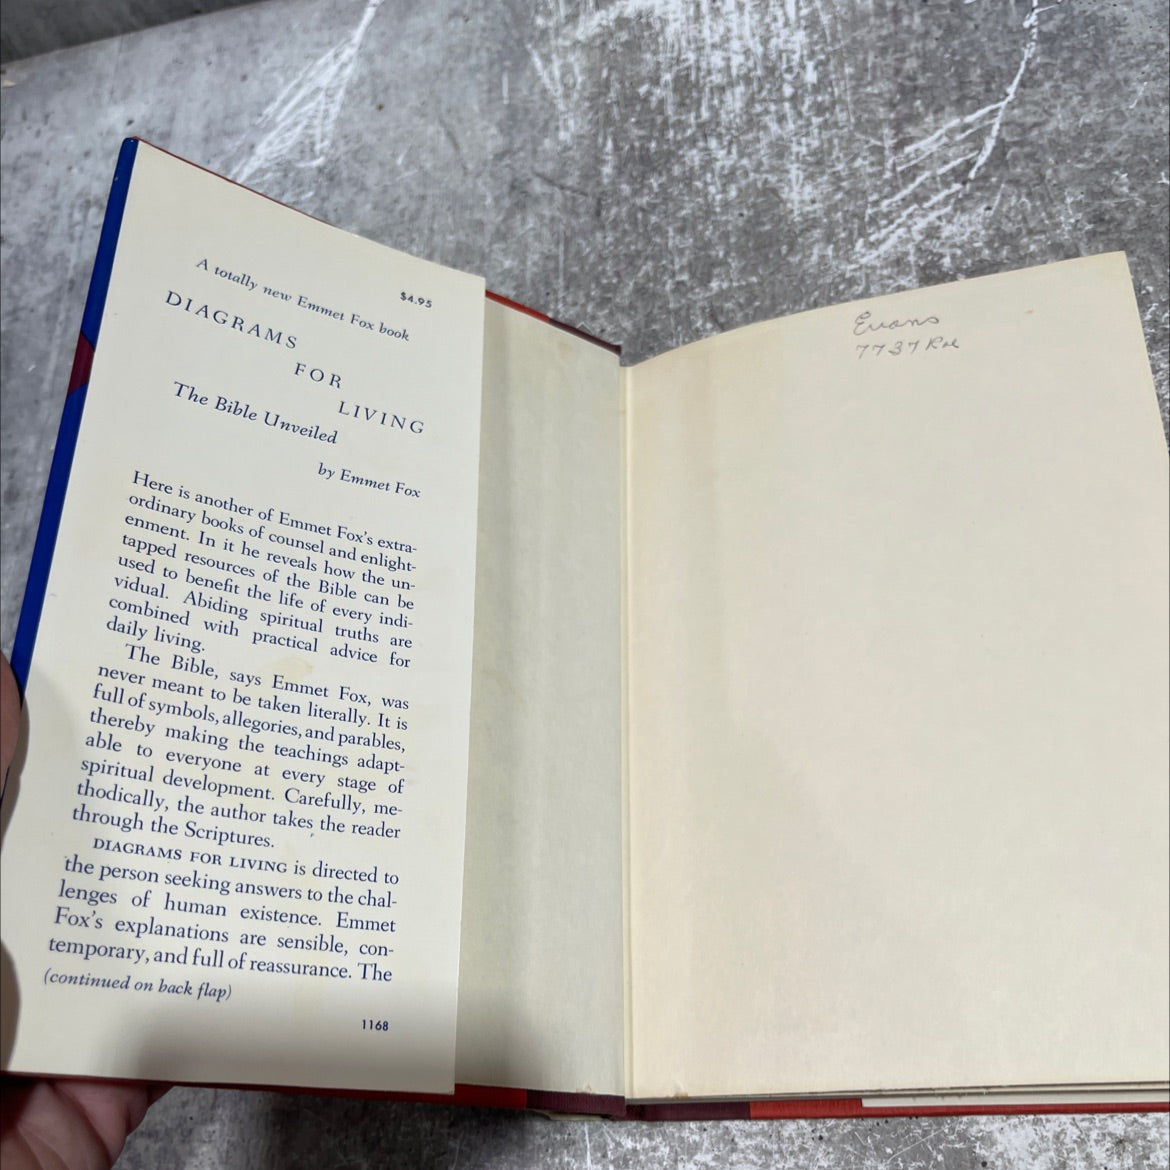 $4.95
A totally new Emmet Fox book
DIAGRAMS
FOR
LIVING
The Bible Unveiled
by Emmet Fox
Here is another of Emmet Fox's extra-
ordinary books of counsel and enlight-
enment. In it he reveals how the un-
tapped resources of the Bible can be
used to benefit the life of every indi-
vidual. Abiding spiritual truths are
combined with practical advice for
daily living.
The Bible, says Emmet Fox, was
never meant to be taken literally. It is
full of symbols, allegories, and parables,
thereby making the teachings adapt-
able to everyone at every stage of
spiritual development. Carefully, me-
thodically, the author takes the reader
through the Scriptures.
DIAGRAMS FOR LIVING is directed to
the person seeking answers to the chal-
lenges of human existence. Emmet
Fox's explanations are sensible, con-
temporary, and full of reassurance. The
(continued on back flap)
1168
Evans
7737 Roe